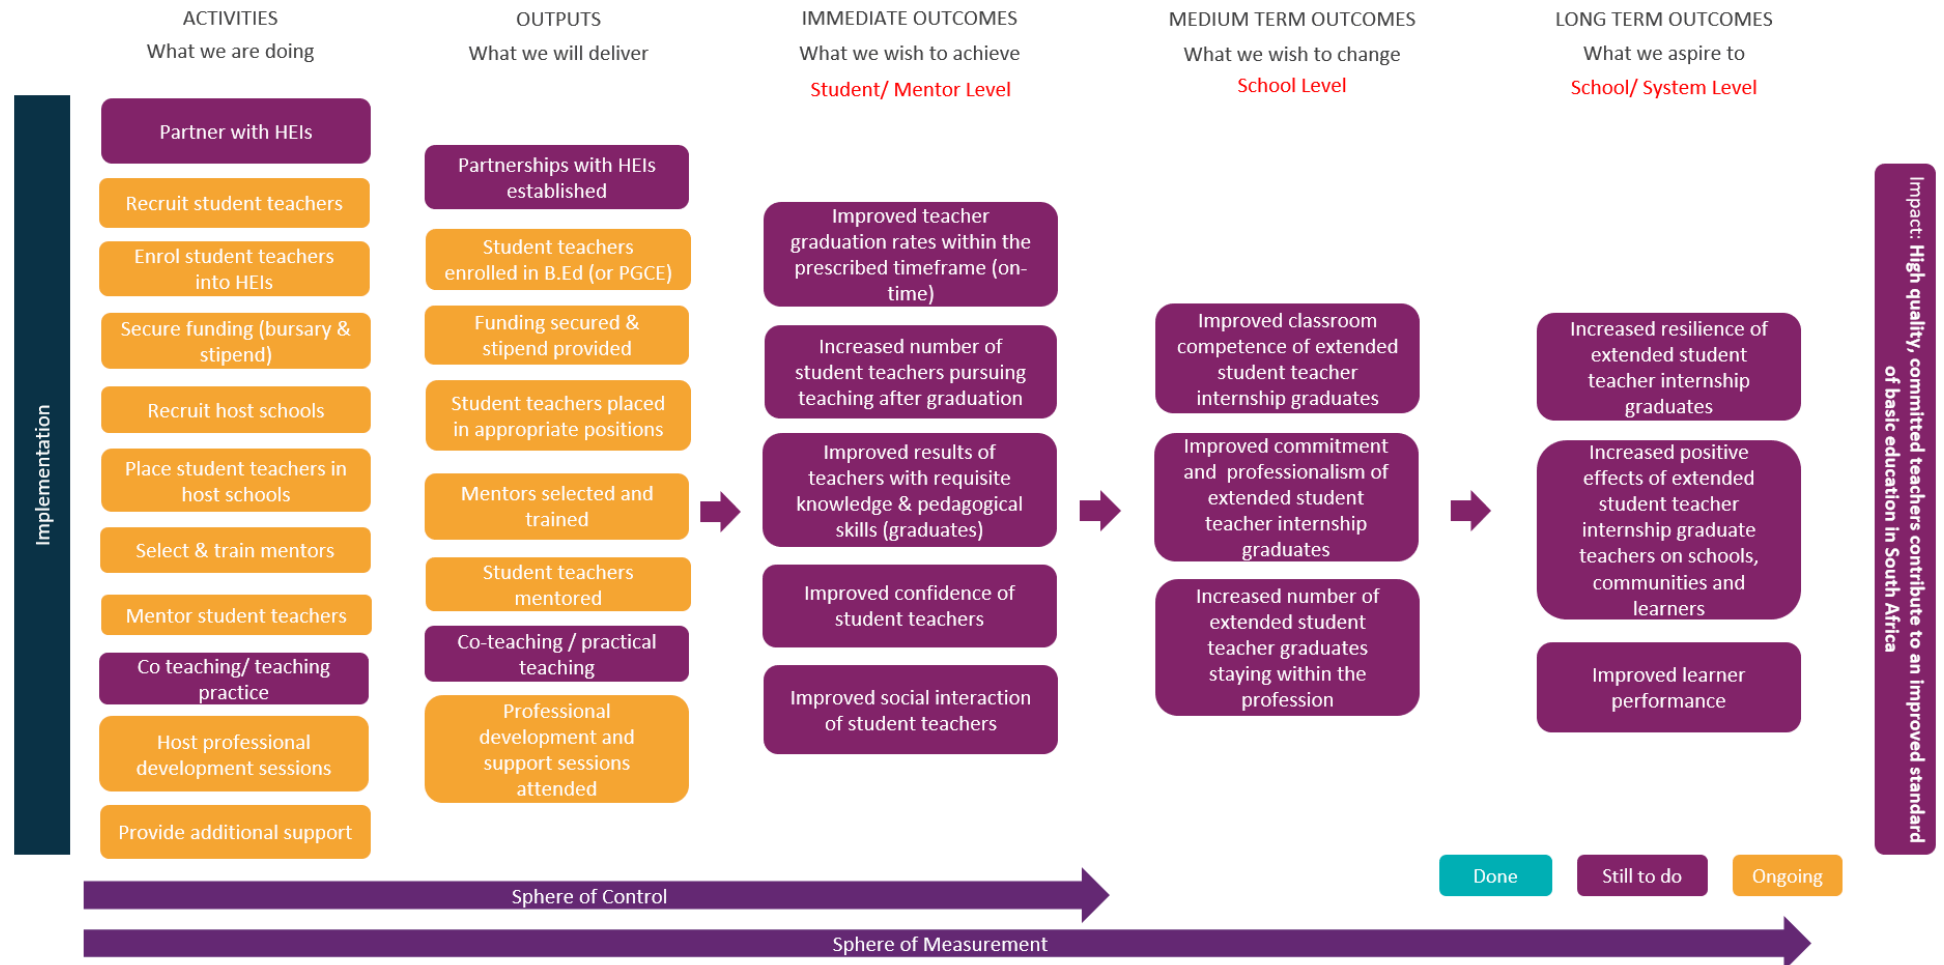 ACTIVITIES
What we are doing
OUTPUTS
What we will deliver
IMMEDIATE OUTCOMES
What we wish to achieve
Student/ Mentor Level
MEDIUM TERM OUTCOMES
What we wish to change
School Level
LONG TERM OUTCOMES
What we aspire to
School/ System Level
Implementation
Partner with HEIs
Recruit student teachers
Enrol student teachers
into HEIs
Secure funding (bursary &
stipend)
Recruit host schools
Place student teachers in
host schools
Select & train mentors
Mentor student teachers
Co teaching/ teaching
practice
Host professional
development sessions
Provide additional support
Partnerships with HEIs
established
Student teachers
enrolled in B.Ed (or PGCE)
Funding secured &
stipend provided
Student teachers placed
in appropriate positions
Mentors selected and
trained
Student teachers
mentored
Co-teaching / practical
teaching
Professional
development and
support sessions
attended
Improved teacher
graduation rates within the
prescribed timeframe (on-
time)
Increased number of
student teachers pursuing
teaching after graduation
Improved results of
teachers with requisite
knowledge & pedagogical
skills (graduates)
Improved confidence of
student teachers
Improved social interaction
of student teachers
Improved classroom
competence of extended
student teacher
internship graduates
Improved commitment
and professionalism of
extended student
teacher internship
graduates
Increased number of
extended student
teacher graduates
staying within the
profession
Increased resilience of
extended student
teacher internship
graduates
Increased positive
effects of extended
student teacher
internship graduate
teachers on schools,
communities and
learners
Improved learner
performance
Impact: High quality, committed teachers contribute to an improved standard
of basic education in South Africa
Done
Still to do
Ongoing
Sphere of Control
Sphere of Measurement